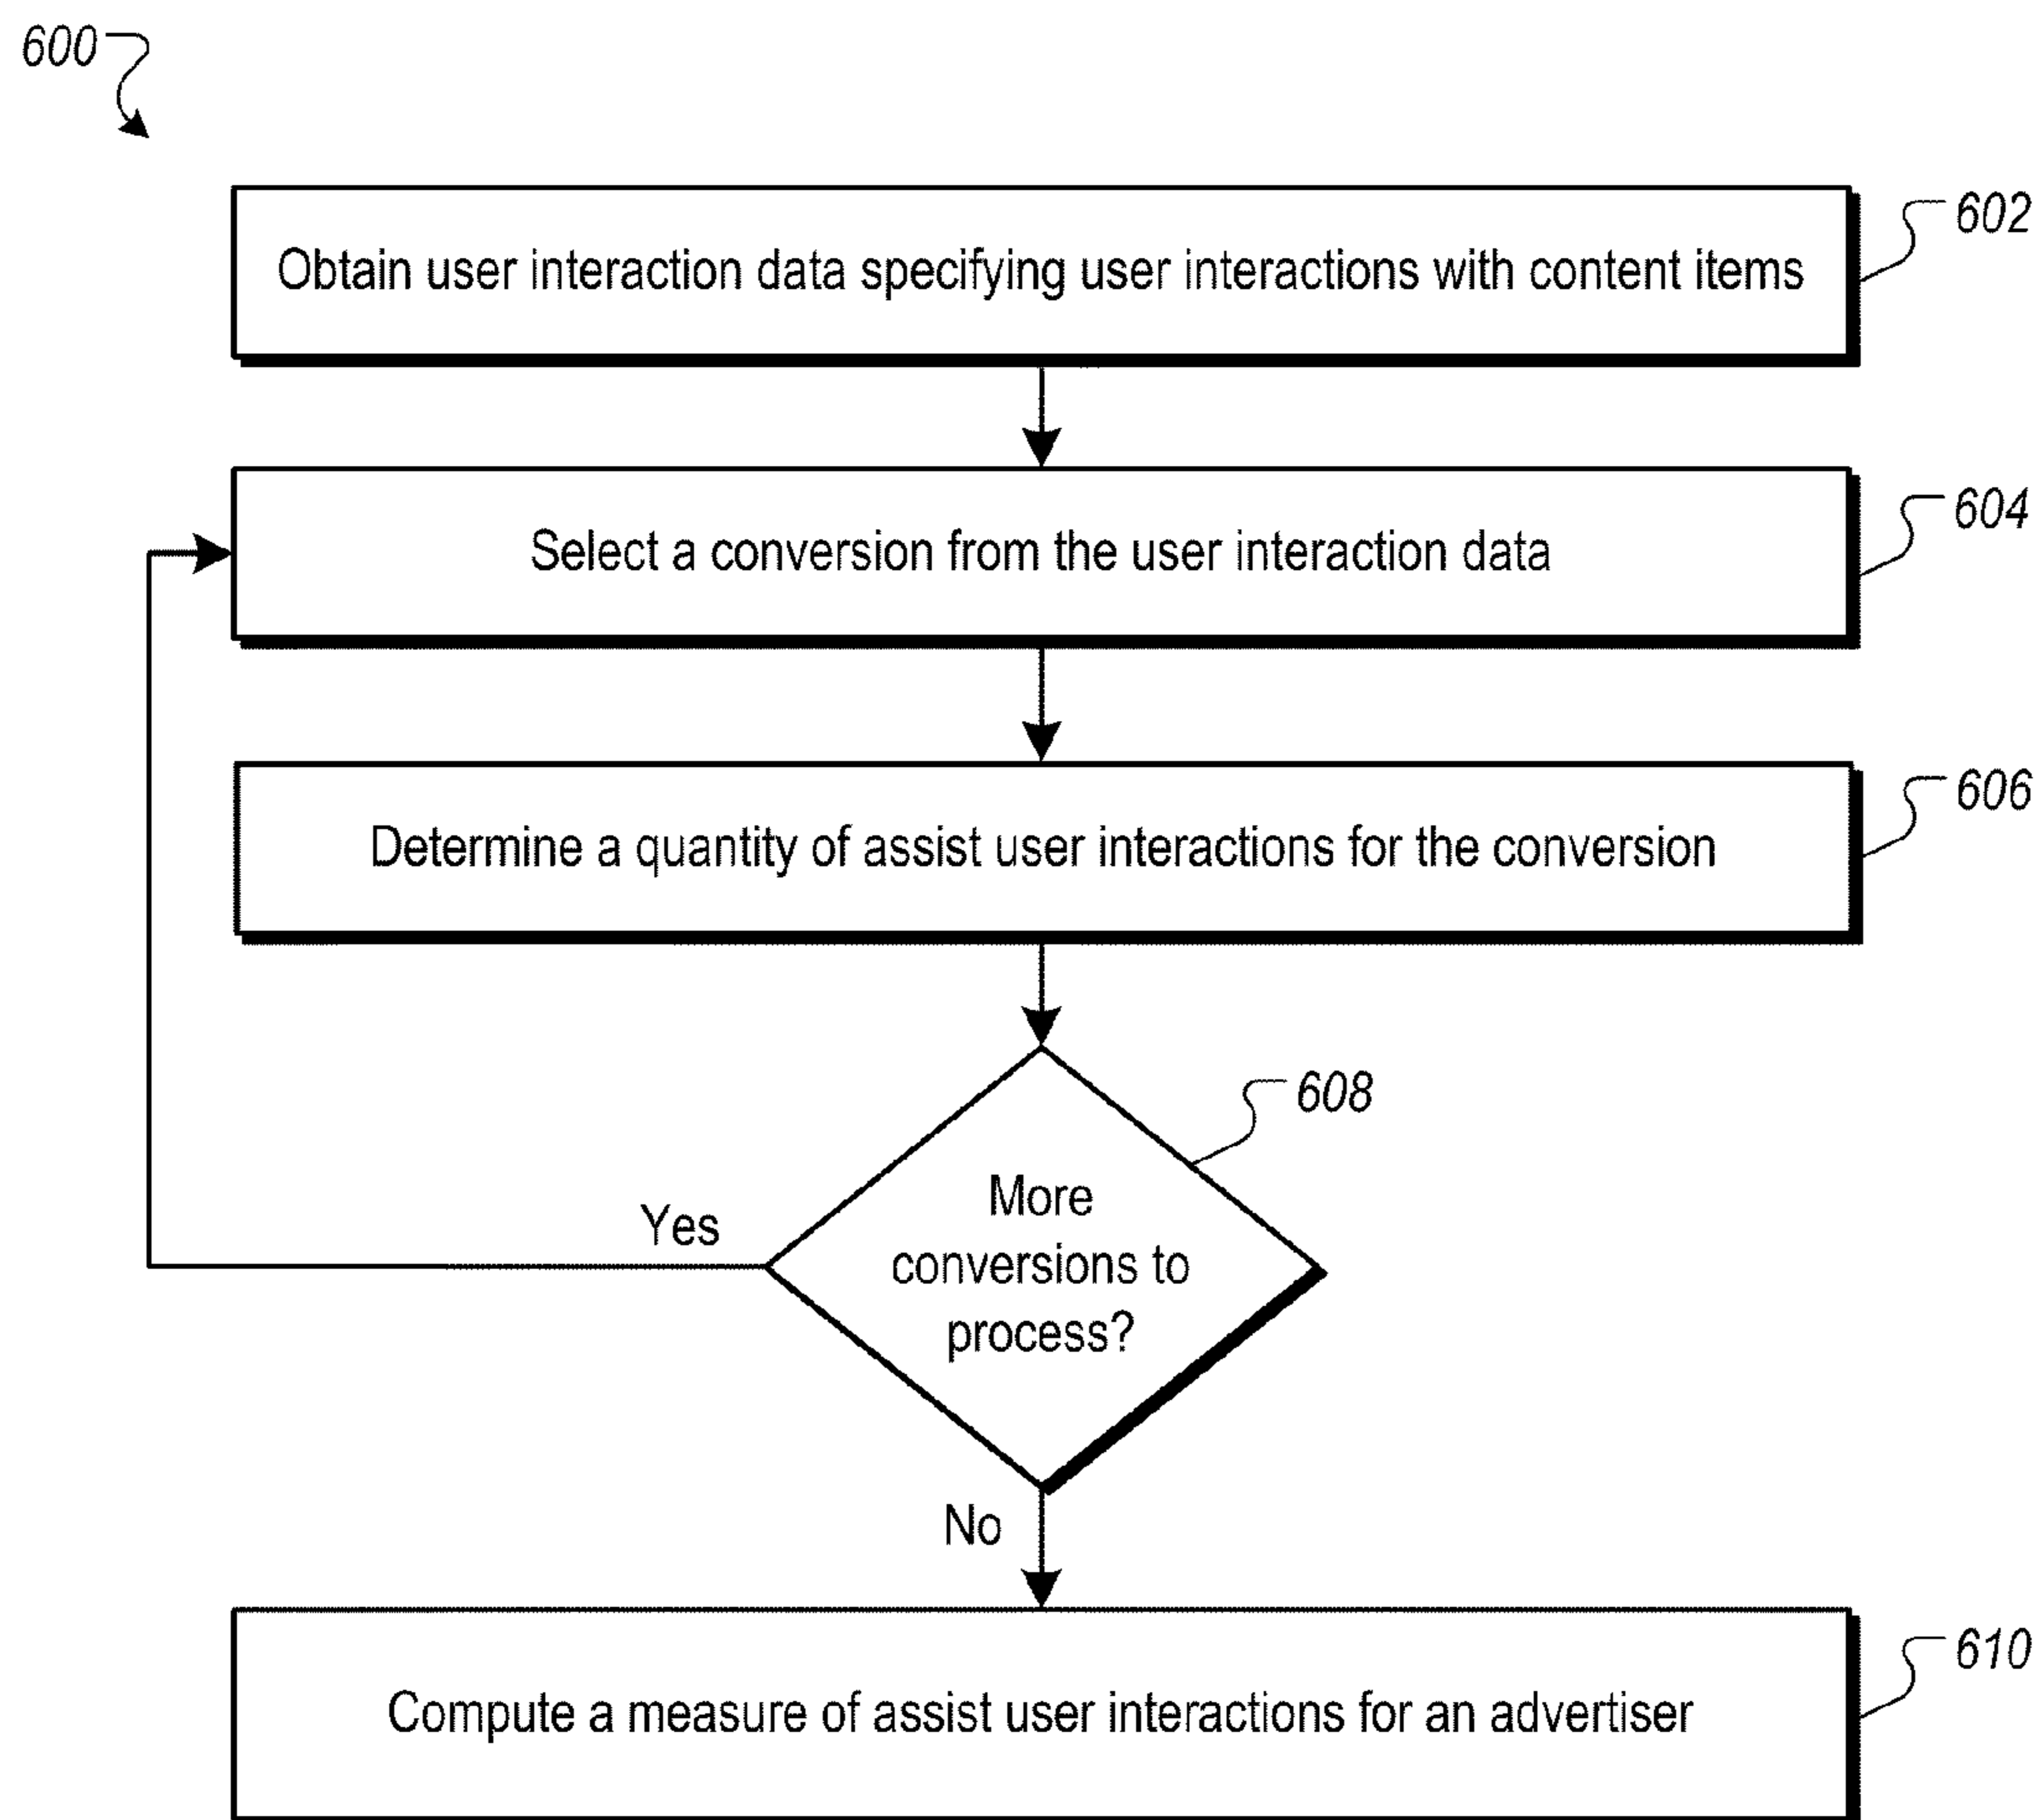 600
Obtain user interaction data specifying user interactions with content items
602
Select a conversion from the user interaction data
604
Determine a quantity of assist user interactions for the conversion
606
608
More
conversions to
process?
Yes
No
Compute a measure of assist user interactions for an advertiser
610